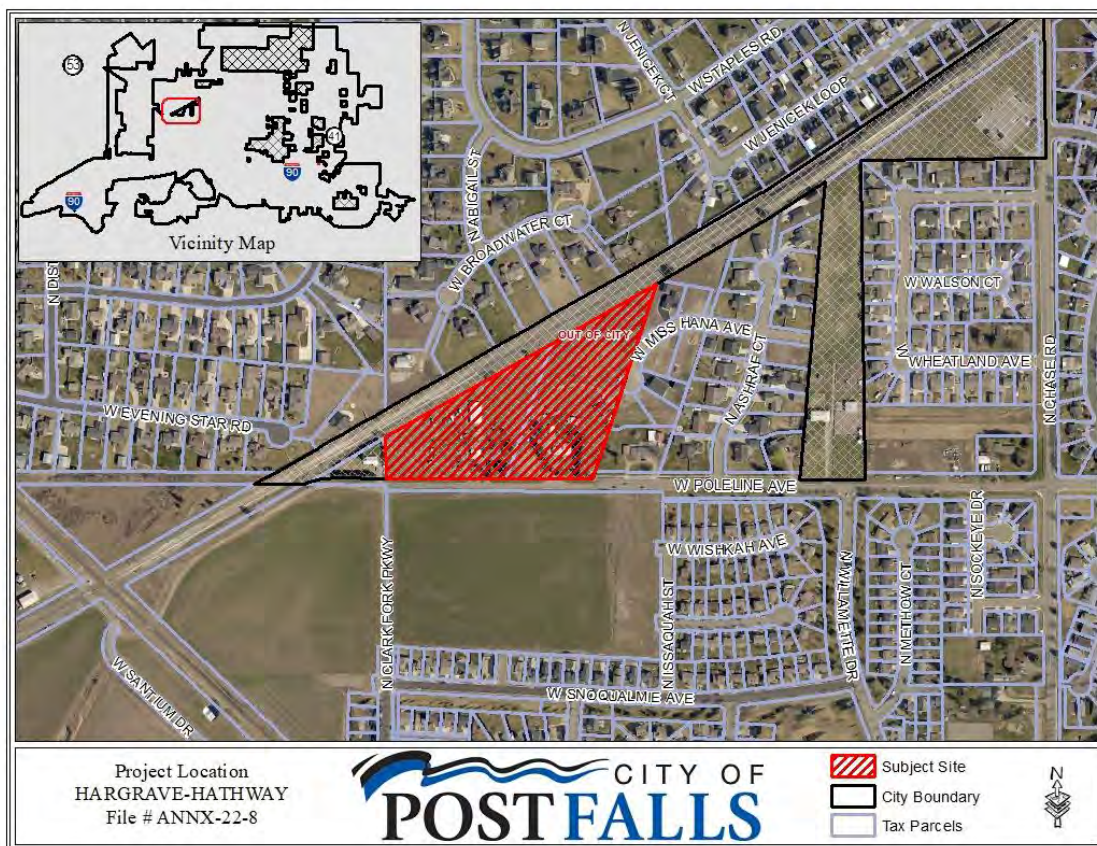 53
41
90
90
Vicinity Map
N JENICEK CT
W STAPLES RD
W JENICEK LOOP
N ABIGAIL ST
W BROADWATER CT
N DIST
OUT OF CITY
W MISS HANA AVE
N ASHRAF CT
W WALSON CT
W
WHEATLAND AVE
N CHASE RD
W EVENING STAR RD
W POLELINE AVE
W WISHKAH AVE
N SOCKEYE DR
N CLARK FORK PKWY
N ISSAQUAH ST
N WILLAMETTE DR
N METHOW CT
W SANTIUM DR
W SNOQUALMIE AVE
Project Location
HARGRAVE-HATHWAY
File # ANNX-22-8
CITY OF
POST FALLS
Subject Site
City Boundary
Tax Parcels
N